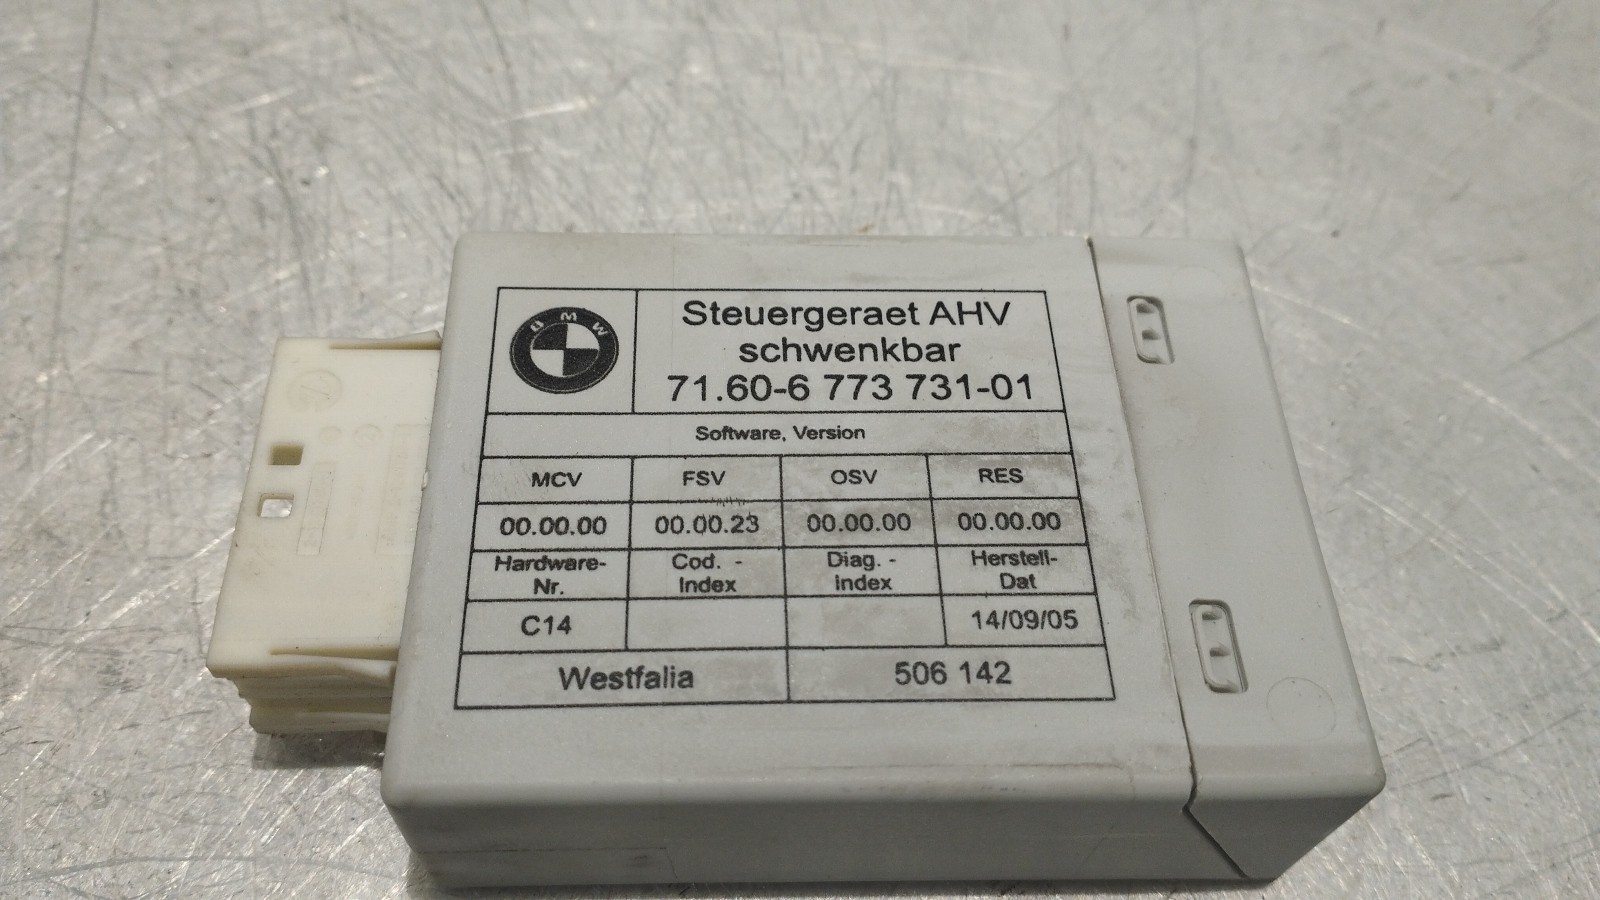 BMW
Steuergeraet AHV
schwenkbar
71.60-6 773 731-01
Software, Version
MCV FSV OSV RES
00.00.00 00.00.23 00.00.00 00.00.00
Hardware- Cod. - Diag. - Herstell-
Nr. Index Index Dat
C14 14/09/05
Westfalia 506 142